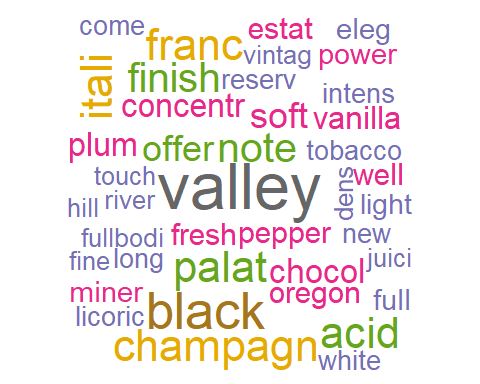 come franc estat eleg
itali vintag power
finish reserv
concentr intens
soft vanilla
plum offer note tobacco
touch valley dens well
hill river light
fullbodi fresh pepper new
fine long palat chocol juici
miner oregon full
licoric black acid
champagn white